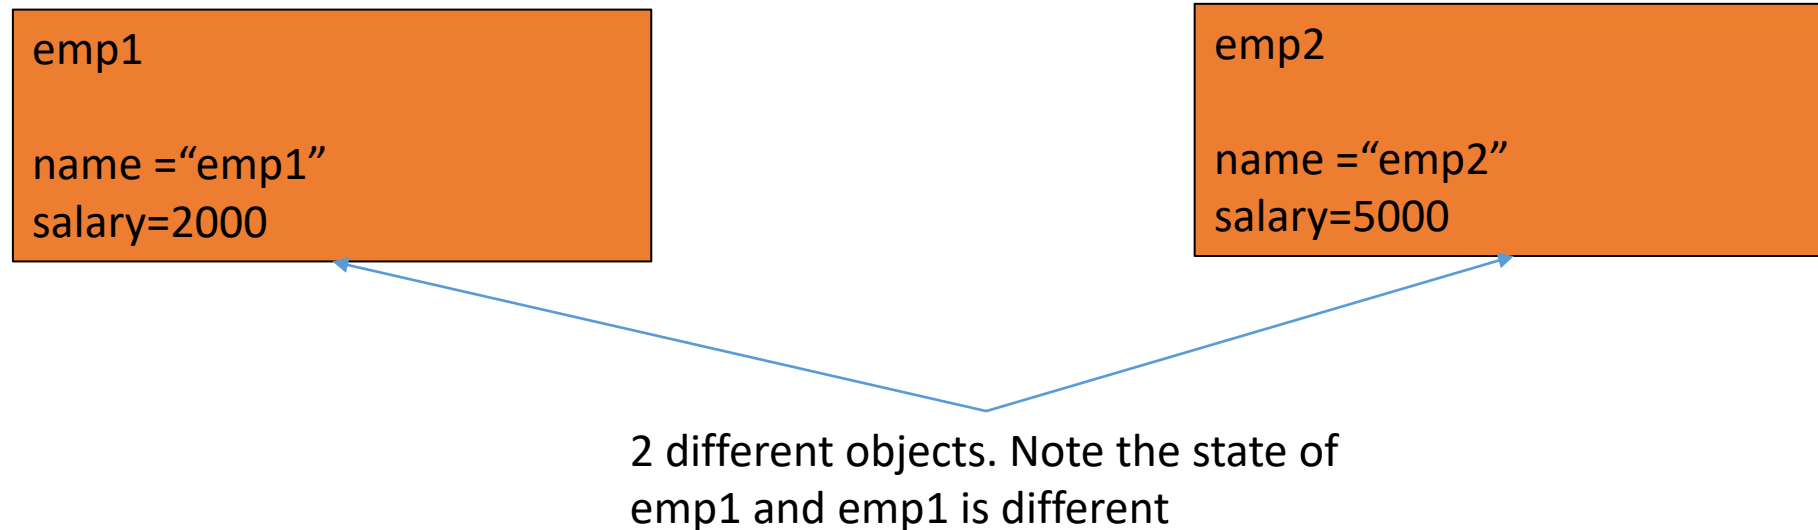 emp1
name =“emp1”
salary=2000
emp2
name =“emp2”
salary=5000
2 different objects. Note the state of
emp1 and emp1 is different